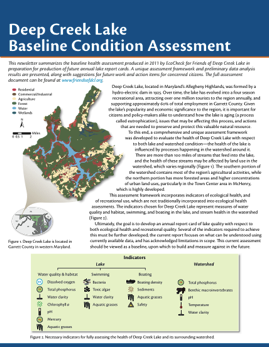 Deep Creek Lake
Baseline Condition Assessment
This newsletter summarizes the baseline health assessment produced in 2011 by EcoCheck for Friends of Deep Creek Lake in
preparation for production of future annual lake report cards. A unique assessment framework and preliminary data analysis
results are presented, along with suggestions for future work and action items for concerned citizens. The full assessment
document can be found at www.friendsofdcl.org.
Residential
Commercial/industrial
Agriculture
Forest
Water
Wetlands
Deep Creek Lake, located in Maryland's Allegheny Highlands, was formed by a
hydro-electric dam in 1925. Over time, the lake has evolved into a four season
recreational area, attracting over one million tourists to the region annually, and
supporting approximately 60% of total employment in Garrett County. Given
the lake's popularity and economic significance to the region, it is important for
citizens and policy-makers alike to understand how the lake is aging (a process
called eutrophication), issues that may be affecting this process, and actions
that are needed to preserve and protect this valuable natural resource.
To this end, a comprehensive and unique assessment framework
was developed to evaluate the health of Deep Creek Lake with regard
to both lake and watershed condition—the health of the lake is
influenced by processes happening in the watershed around it.
There are more than 100 miles of streams that feed into the lake,
and the health of these streams may be affected by land use in the
watershed, which varies regionally (Figure 1). The southern portion of
the watershed contains most of the region's agricultural activities, while
the northern portion has more forested areas and higher concentrations
of urban land uses, particularly in the Town Center area in McHenry,
which is highly developed.
This assessment framework incorporates indicators of ecological health, and
of recreational use, which are not traditionally incorporated into ecological health
assessments. The indicators chosen for Deep Creek Lake represent measures of water
quality and habitat, swimming, and boating in the lake; and stream health in the watershed
(Figure 2).
Ultimately, the goal is to develop an annual report card of lake quality with respect to
both ecological health and recreational quality. Several of the indicators required to achieve
this must be further developed; the current report focuses on what can be understood using
currently available data, and has acknowledged limitations in scope. This current assessment
should be viewed as a baseline, upon which to build and measure against in the future.
Figure 1. Deep Creek Lake is located in
Garrett County in western Maryland.
Indicators
Lake
Watershed
Water quality & habitat
Swimming
Boating
Dissolved oxygen
Total phosphorus
Water clarity
Chlorophyll a
pH
Mercury
Aquatic grasses
Bacteria
Toxic algae
Water clarity
Aquatic grasses
Boating density
Sediments
Aquatic grasses
Safety
Total phosphorus
Benthic macroinvertebrates
pH
Temperature
Water clarity
Figure 2. Necessary indicators for fully assessing the health of Deep Creek Lake and its surrounding watershed.